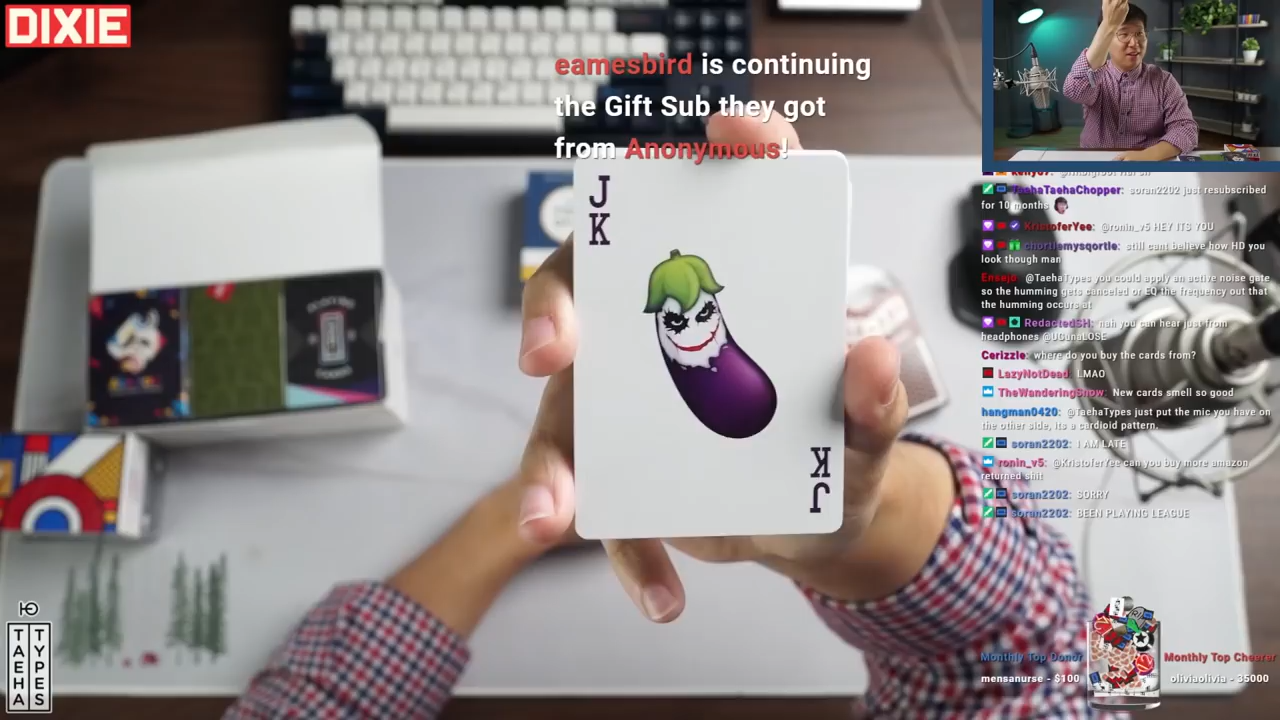 DIXIE
eamesbird is continuing
the Gift Sub they got
from Anonymous!
J
K
J
K
TaehaTaehaChopper: soran2202 just resubscribed
for 10 months
KristoferYee: @ronin_v5 HEY ITS YOU
chortlemysqortle: still cant believe how HD you
look though man
@TaehaTypes you could apply an active noise gate
so the humming gets canceled or EQ the frequency out that
the humming occurs at
RedactedSH: nah you can hear just from
headphones
Cerizzle: where do you buy the cards from?
LazyNotDead: LMAO
TheWanderingSnow: New cards smell so good
hangman0420: @TaehaTypes just put the mic you have on
the other side, its a cardioid pattern.
soran2202: I AM LATE
ronin_v5: @KristoferYee can you buy more amazon
returned shit
soran2202: SORRY
soran2202: BEEN PLAYING LEAGUE
TAEHA
TYPES
Monthly Top Donor
mensanurse - $100
Monthly Top Cheerer
oliviaolivia - 35000